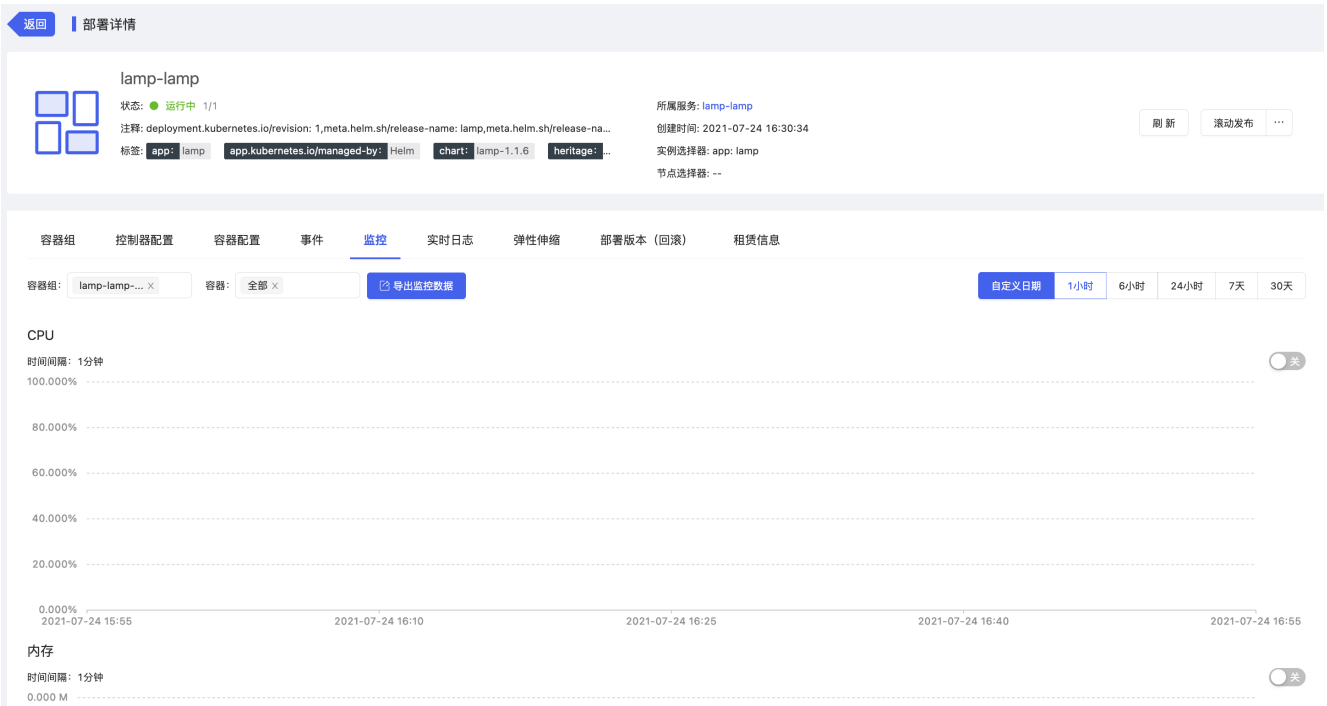 返回 部署详情
lamp-lamp
状态: 运行中 1/1
注释: deployment.kubernetes.io/revision: 1,meta.helm.sh/release-name: lamp,meta.helm.sh/release-na...
标签: app: lamp app.kubernetes.io/managed-by: Helm chart: lamp-1.1.6 heritage: ...
所属服务: lamp-lamp
创建时间: 2021-07-24 16:30:34
实例选择器: app: lamp
节点选择器: --
刷 新 滚动发布 ...
容器组 控制器配置 容器配置 事件 监控 实时日志 弹性伸缩 部署版本（回滚） 租赁信息
容器组: lamp-lamp-... × 容器: 全部 × 导出监控数据 自定义日期 1小时 6小时 24小时 7天 30天
CPU
时间间隔：1分钟 关
100.000%
80.000%
60.000%
40.000%
20.000%
0.000%
2021-07-24 15:55 2021-07-24 16:10 2021-07-24 16:25 2021-07-24 16:40 2021-07-24 16:55
内存
时间间隔：1分钟 关
0.000 M